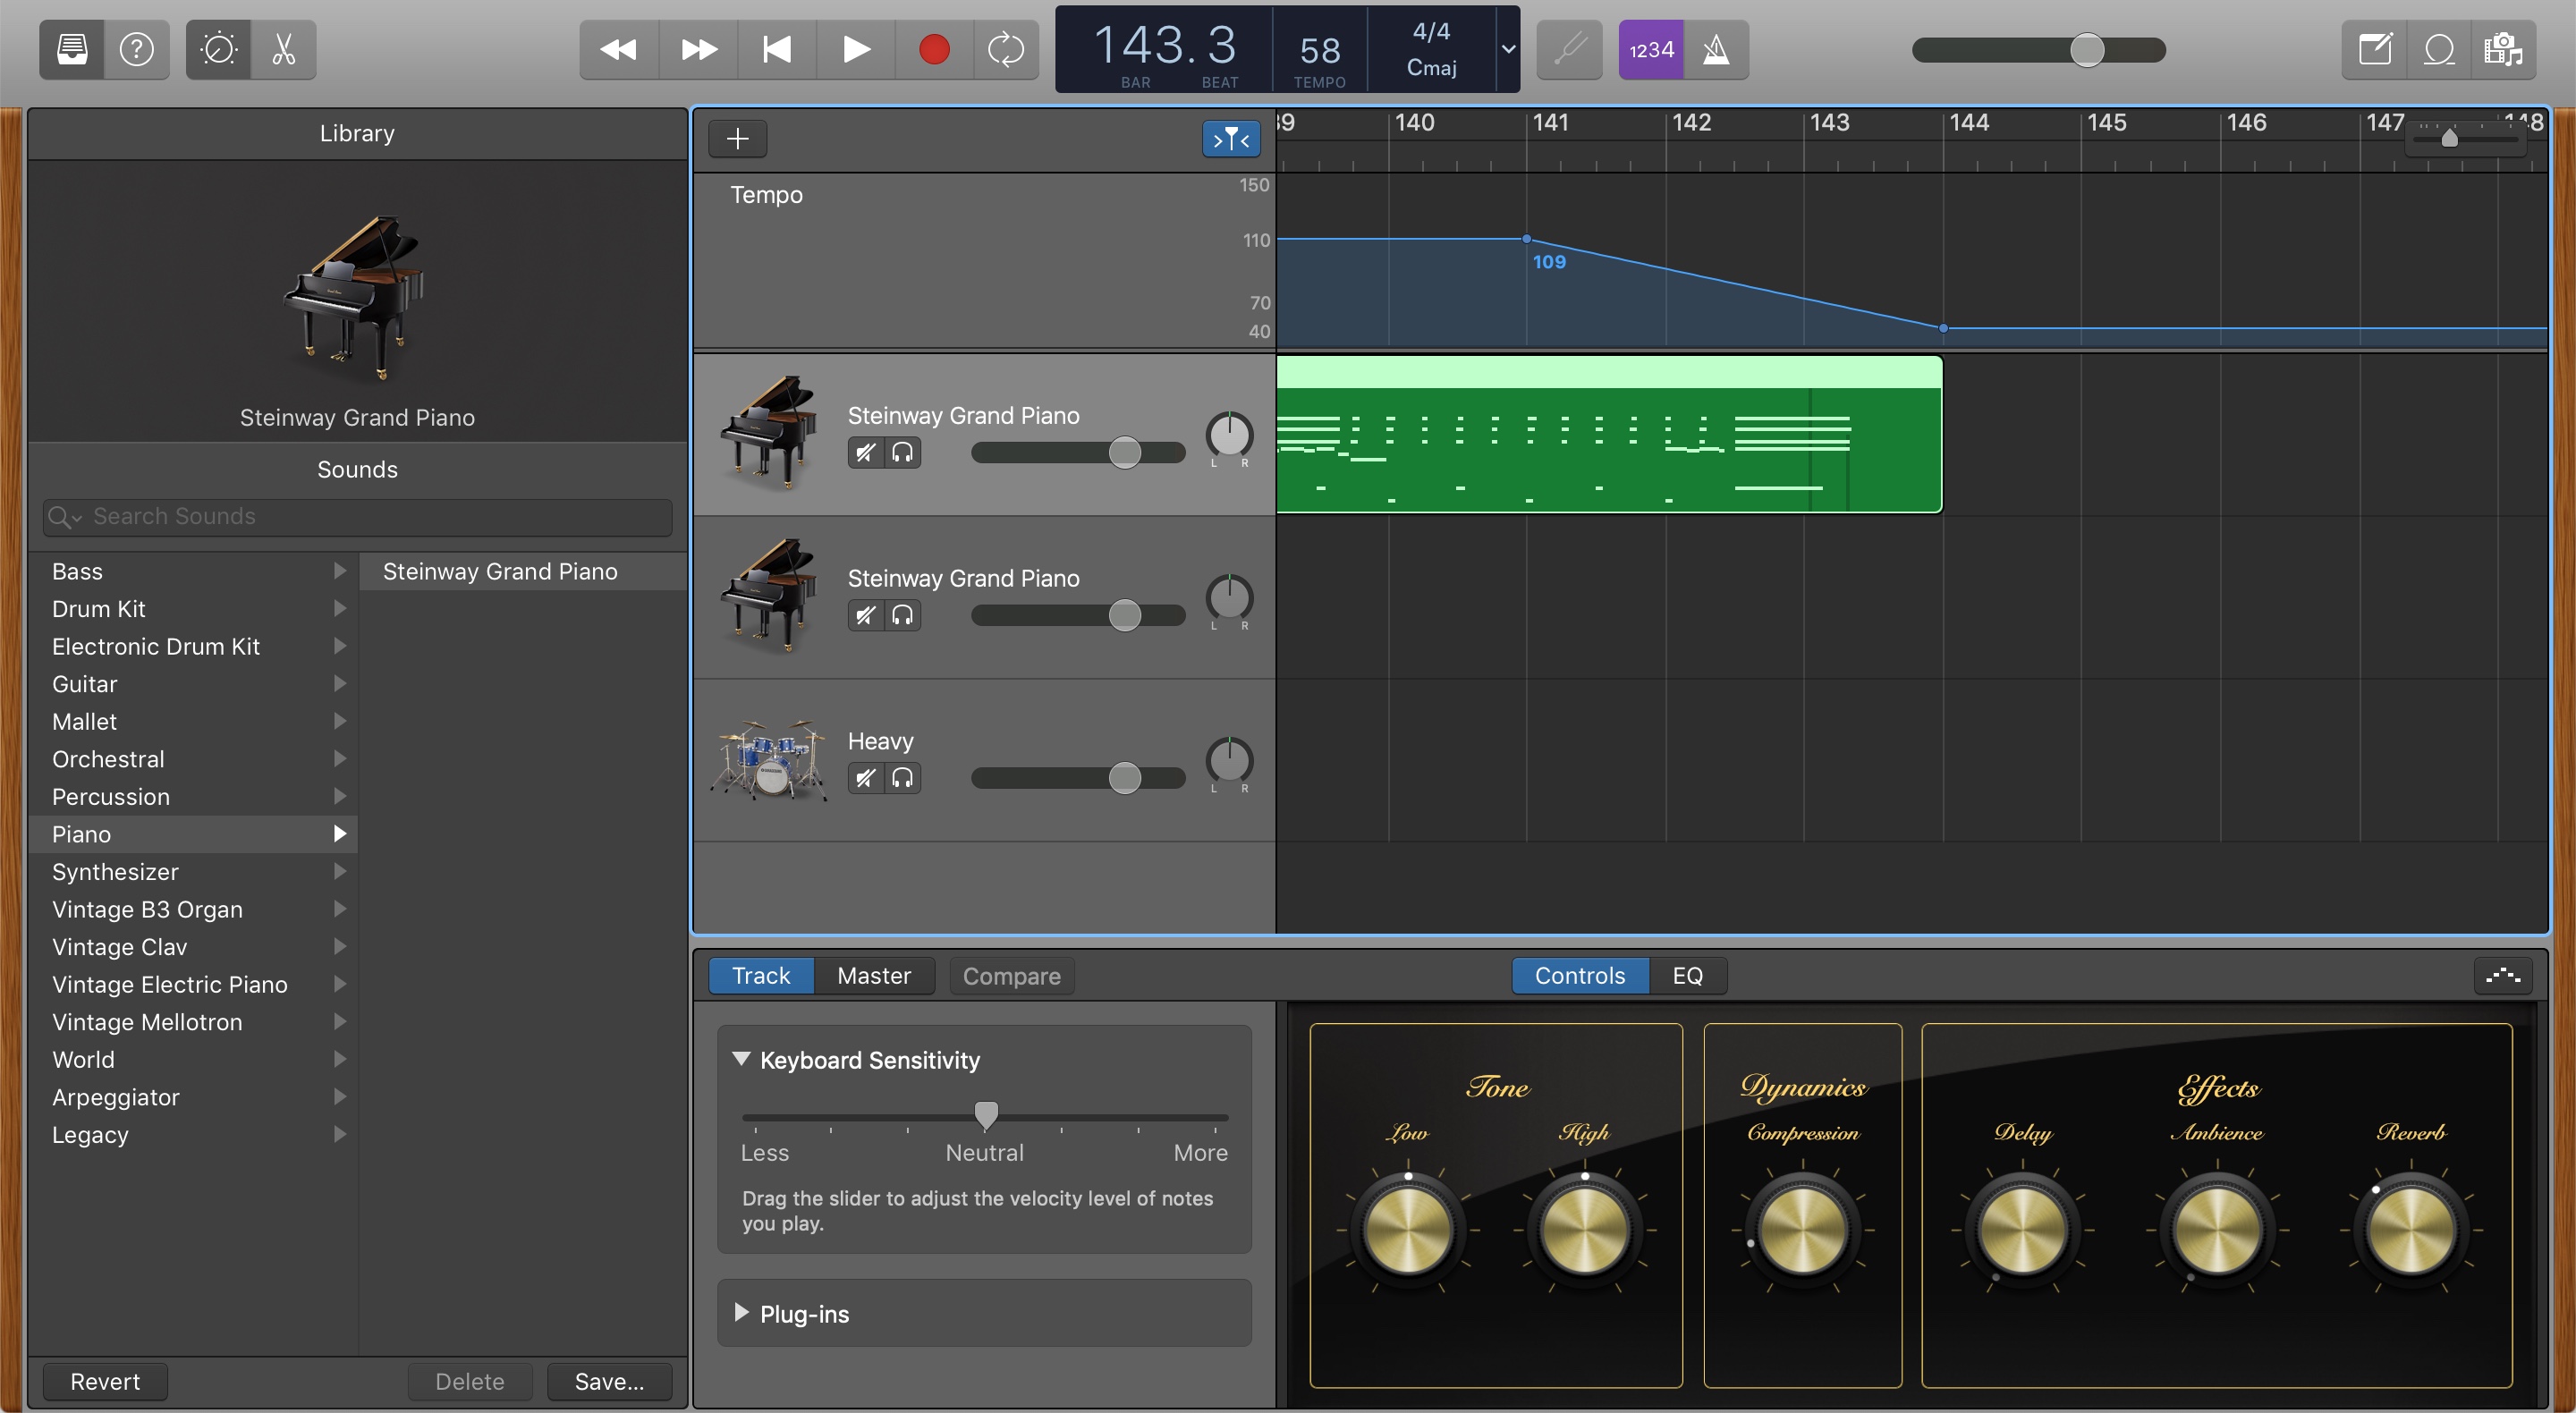 143. 3
BAR BEAT
58
TEMPO
4/4
Cmaj
1234
Library
Steinway Grand Piano
Sounds
Search Sounds
Bass
Drum Kit
Electronic Drum Kit
Guitar
Mallet
Orchestral
Percussion
Piano
Synthesizer
Vintage B3 Organ
Vintage Clav
Vintage Electric Piano
Vintage Mellotron
World
Arpeggiator
Legacy
Steinway Grand Piano
Revert
Delete
Save...
140 141 142 143 144 145 146 147
Tempo
150
110
70
40
109
Steinway Grand Piano
L R
Steinway Grand Piano
L R
Heavy
L R
Track
Master
Compare
Controls
EQ
Keyboard Sensitivity
Less Neutral More
Drag the slider to adjust the velocity level of notes
you play.
Plug-ins
Tone
Low High
Dynamics
Compression
Effects
Delay Ambience Reverb